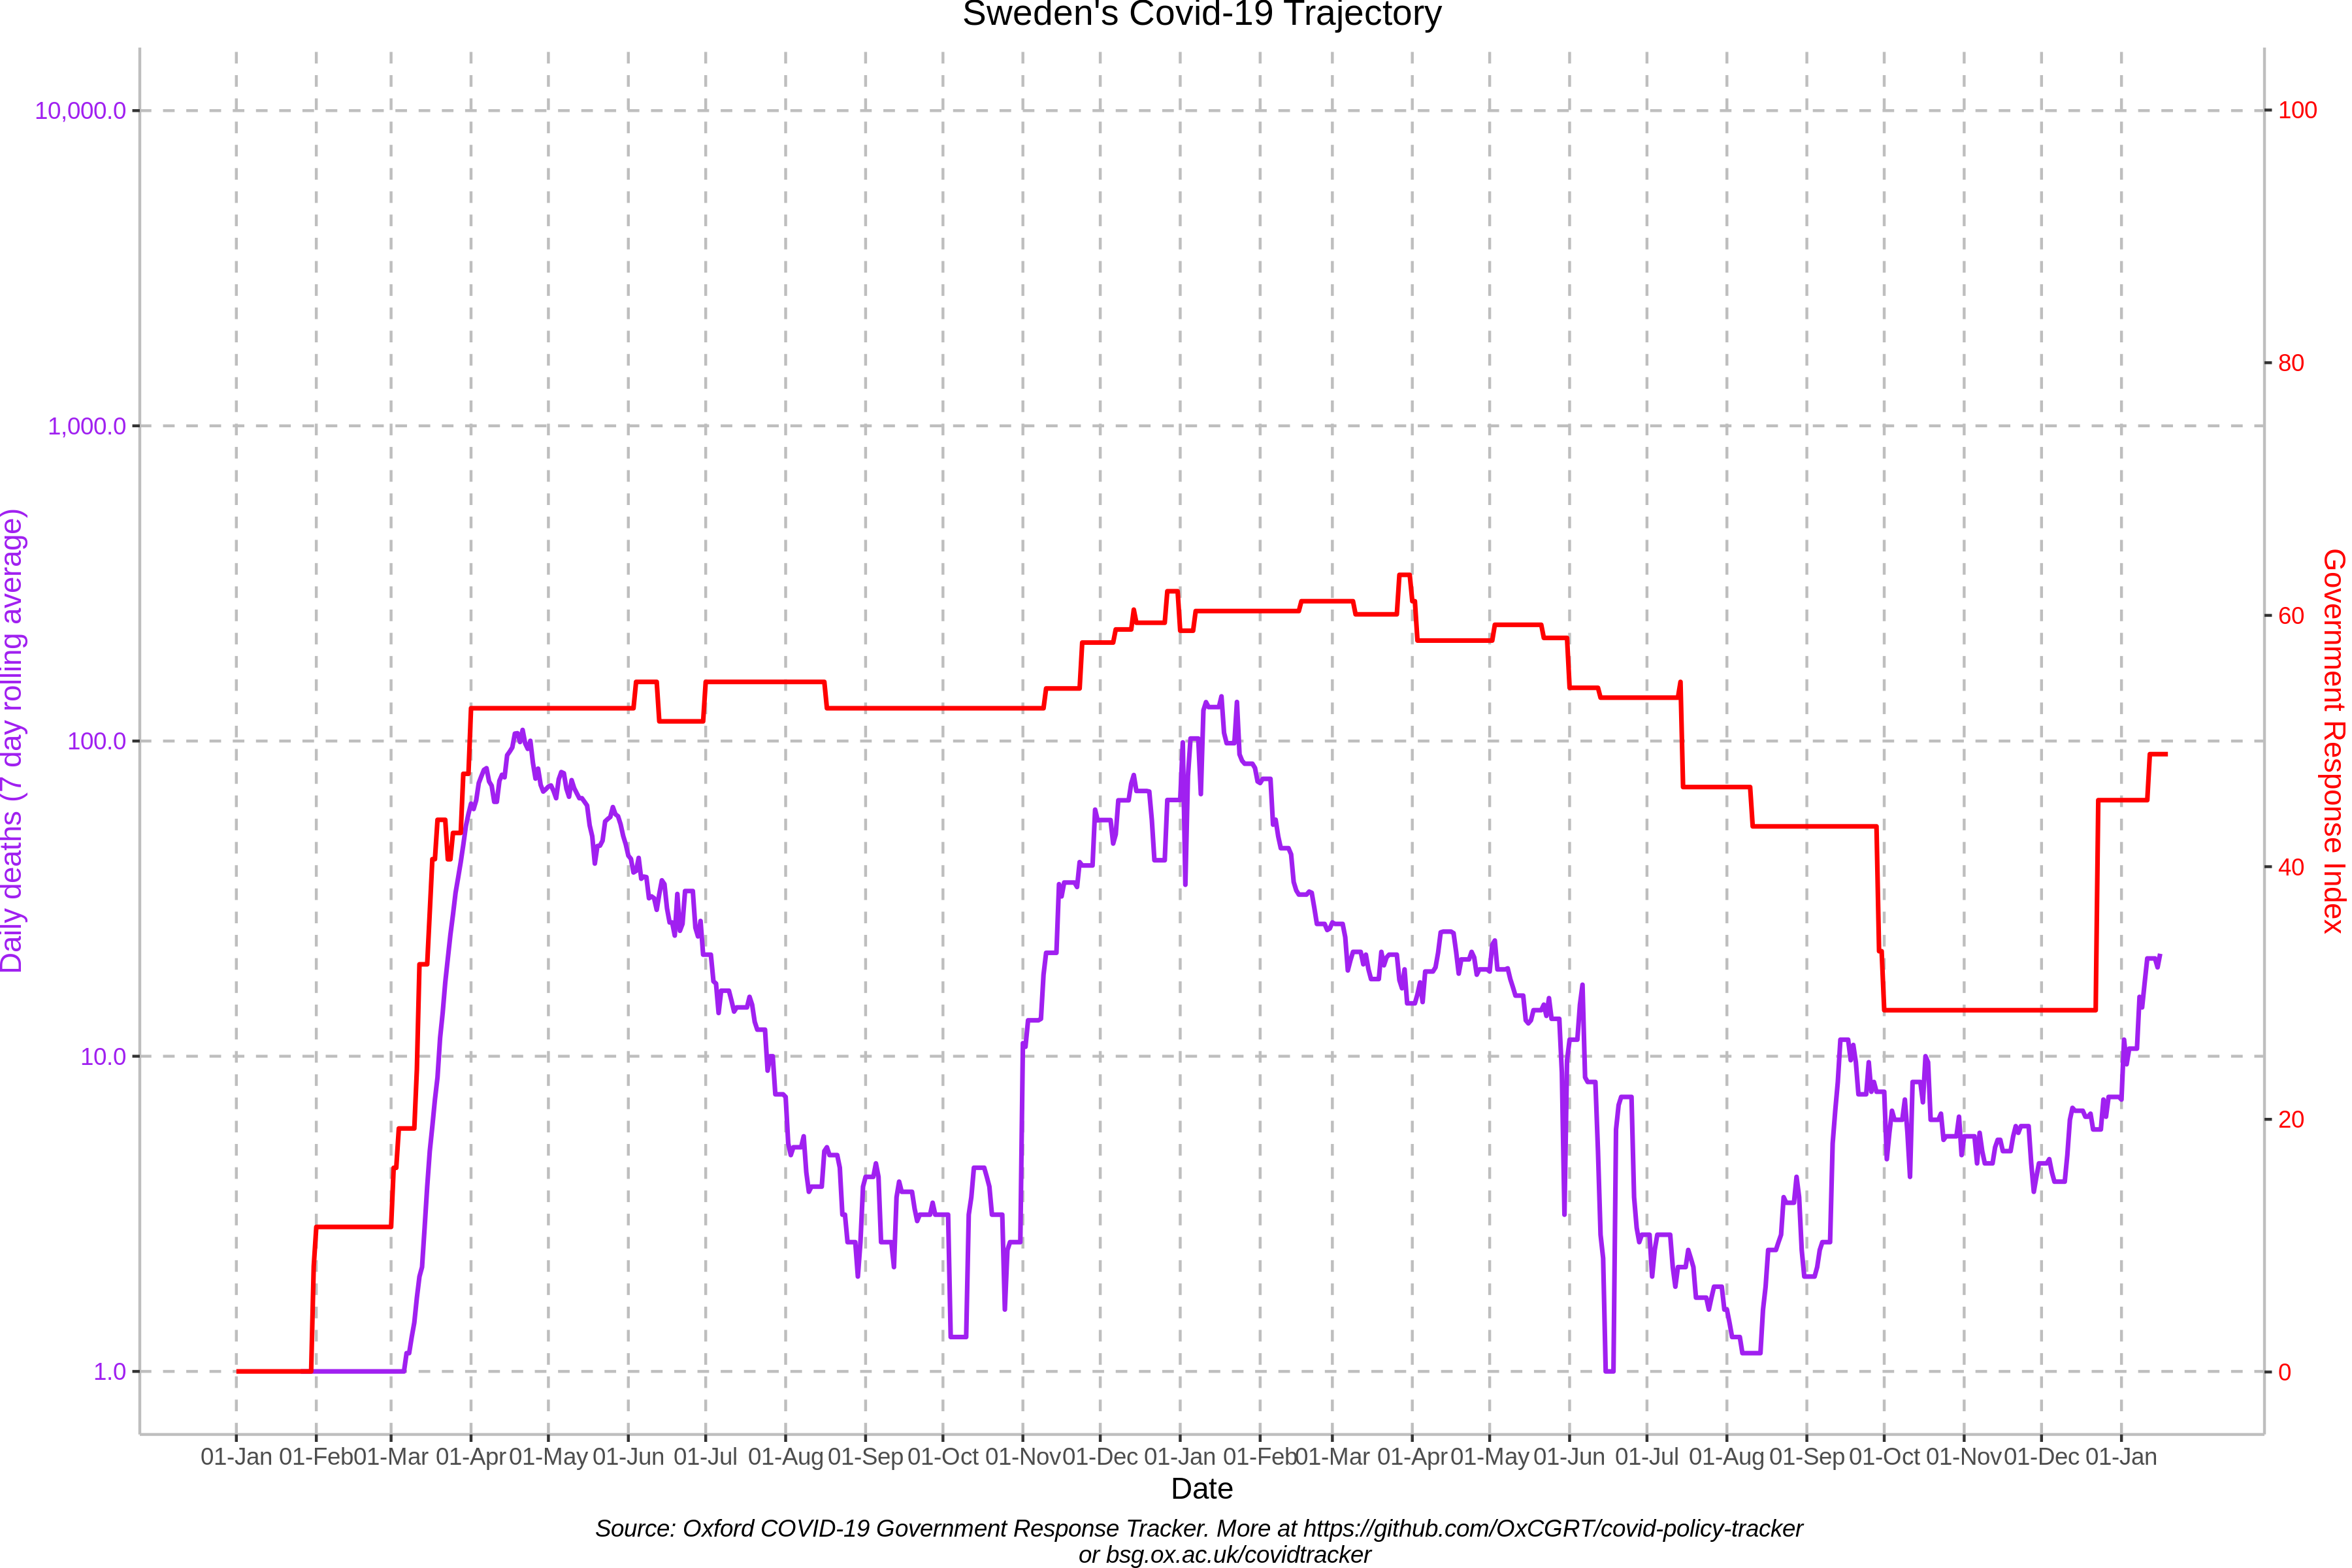 Sweden's Covid-19 Trajectory
Daily deaths (7 day rolling average)
10,000.0
1,000.0
100.0
10.0
1.0
Government Response Index
100
80
60
40
20
0
01-Jan 01-Feb 01-Mar 01-Apr 01-May 01-Jun 01-Jul 01-Aug 01-Sep 01-Oct 01-Nov 01-Dec 01-Jan 01-Feb 01-Mar 01-Apr 01-May 01-Jun 01-Jul 01-Aug 01-Sep 01-Oct 01-Nov 01-Dec 01-Jan
Date
Source: Oxford COVID-19 Government Response Tracker. More at https://github.com/OxCGRT/covid-policy-tracker
or bsg.ox.ac.uk/covidtracker